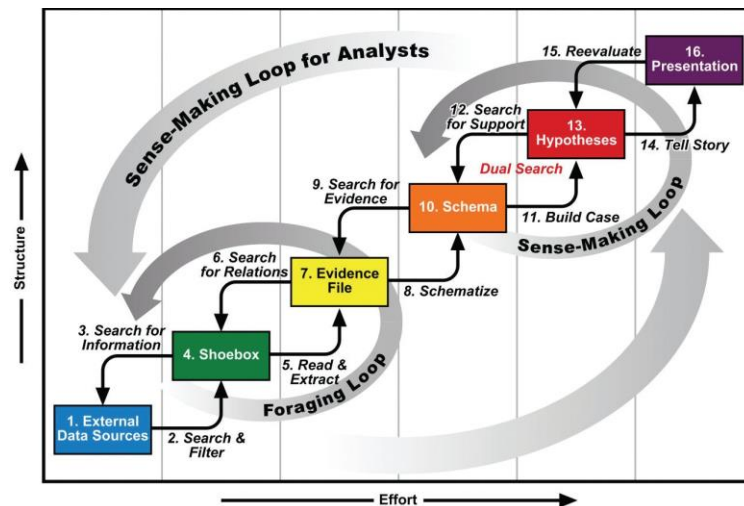 Sense-Making Loop for Analysts
15. Reevaluate
16.
Presentation
12. Search
for Support
13.
Hypotheses
14. Tell Story
Dual Search
9. Search for
Evidence
10. Schema
11. Build Case
Sense-Making Loop
6. Search
for Relations
7. Evidence
File
8. Schematize
3. Search for
Information
4. Shoebox
5. Read &
Extract
Foraging Loop
1. External
Data Sources
2. Search &
Filter
Structure
Effort